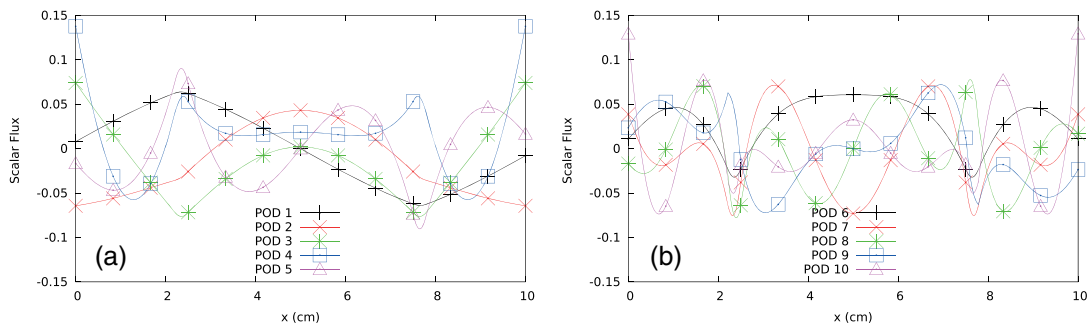 0.15
0.1
0.05
0
-0.05
-0.1
-0.15
Scalar Flux
POD 1
POD 2
POD 3
POD 4
POD 5
(a)
0 2 4 6 8 10
x (cm)
0.15
0.1
0.05
0
-0.05
-0.1
-0.15
Scalar Flux
POD 6
POD 7
POD 8
POD 9
POD 10
(b)
0 2 4 6 8 10
x (cm)